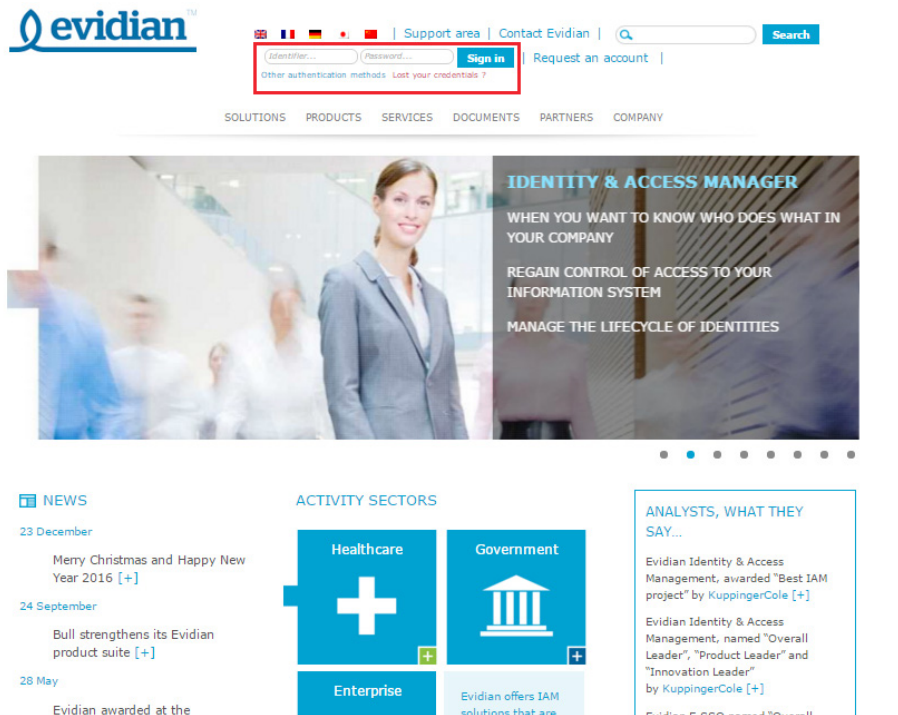 evidian™
Support area | Contact Evidian |
Search
Identifier...
Password...
Sign in
| Request an account |
Other authentication methods Lost your credentials ?
SOLUTIONS PRODUCTS SERVICES DOCUMENTS PARTNERS COMPANY
IDENTITY & ACCESS MANAGER
WHEN YOU WANT TO KNOW WHO DOES WHAT IN
YOUR COMPANY
REGAIN CONTROL OF ACCESS TO YOUR
INFORMATION SYSTEM
MANAGE THE LIFECYCLE OF IDENTITIES
NEWS
23 December
Merry Christmas and Happy New
Year 2016 [+]
24 September
Bull strengthens its Evidian
product suite [+]
28 May
Evidian awarded at the
ACTIVITY SECTORS
Healthcare
Government
Enterprise
Evidian offers IAM
solutions that are
ANALYSTS, WHAT THEY
SAY...
Evidian Identity & Access
Management, awarded "Best IAM
project" by KuppingerCole [+]
Evidian Identity & Access
Management, named "Overall
Leader", "Product Leader" and
"Innovation Leader"
by KuppingerCole [+]
Evidian E-SSO named "Overall